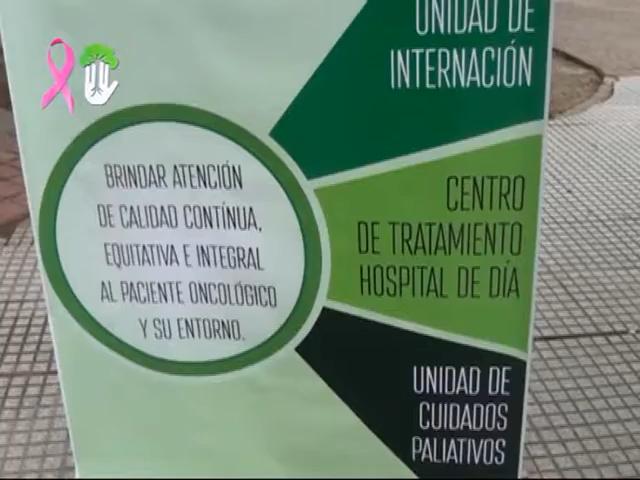 UNIDAD DE
INTERNACIÓN
BRINDAR ATENCIÓN
DE CALIDAD CONTÍNUA,
EQUITATIVA E INTEGRAL
AL PACIENTE ONCOLÓGICO
Y SU ENTORNO.
CENTRO
DE TRATAMIENTO
HOSPITAL DE DÍA
UNIDAD DE
CUIDADOS
PALIATIVOS